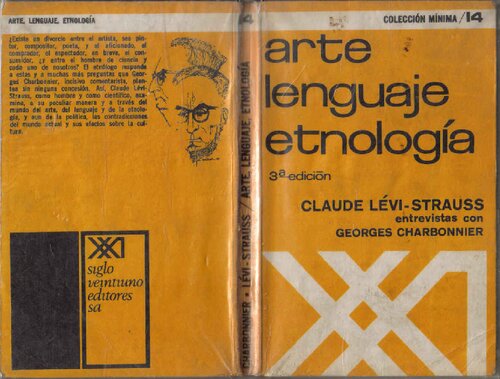 ARTE, LENGUAJE, ETNOLOGÍA
¿Existe un divorcio entre el artista, sea pin-
tor, compositor, poeta, y el aficionado, el
comprador, el espectador, en breve, el con-
sumidor, ¿y entre el hombre de ciencia y
cada uno de nosotros? El etnólogo responde
a estas y a muchas más preguntas que Geor-
ges Charbonnier, incisivo comentarista, plan-
tea sin ninguna concesión. Así, Claude Lévi-
Strauss, como hombre y como científico, exa-
mina, a su peculiar manera y a través del
mundo del arte, del lenguaje y de la etnolo-
gía, y aun de la política, las contradicciones
del mundo actual y sus efectos sobre la cul-
tura.
siglo
veintiuno
editores
sa
14
CHARBONNIER · LÉVI-STRAUSS / ARTE, LENGUAJE, ETNOLOGÍA
COLECCIÓN MÍNIMA / 14
arte
lenguaje
etnología
3ª edición
CLAUDE LÉVI-STRAUSS
entrevistas con
GEORGES CHARBONNIER